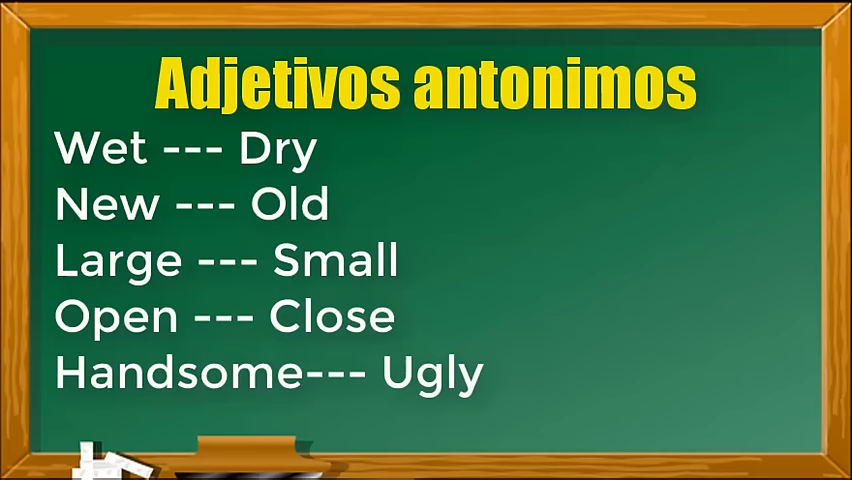 Adjetivos antonimos
Wet --- Dry
New --- Old
Large --- Small
Open --- Close
Handsome--- Ugly